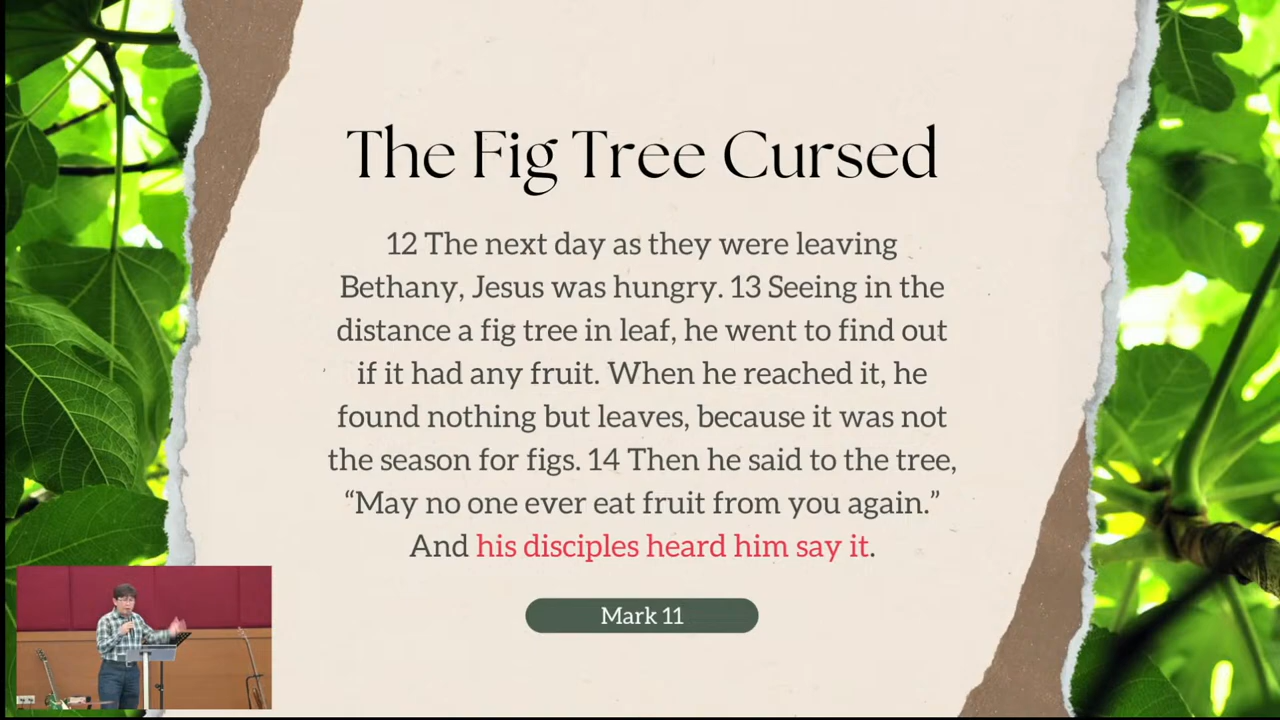 The Fig Tree Cursed
12 The next day as they were leaving
Bethany, Jesus was hungry. 13 Seeing in the
distance a fig tree in leaf, he went to find out
if it had any fruit. When he reached it, he
found nothing but leaves, because it was not
the season for figs. 14 Then he said to the tree,
“May no one ever eat fruit from you again.”
And his disciples heard him say it.
Mark 11